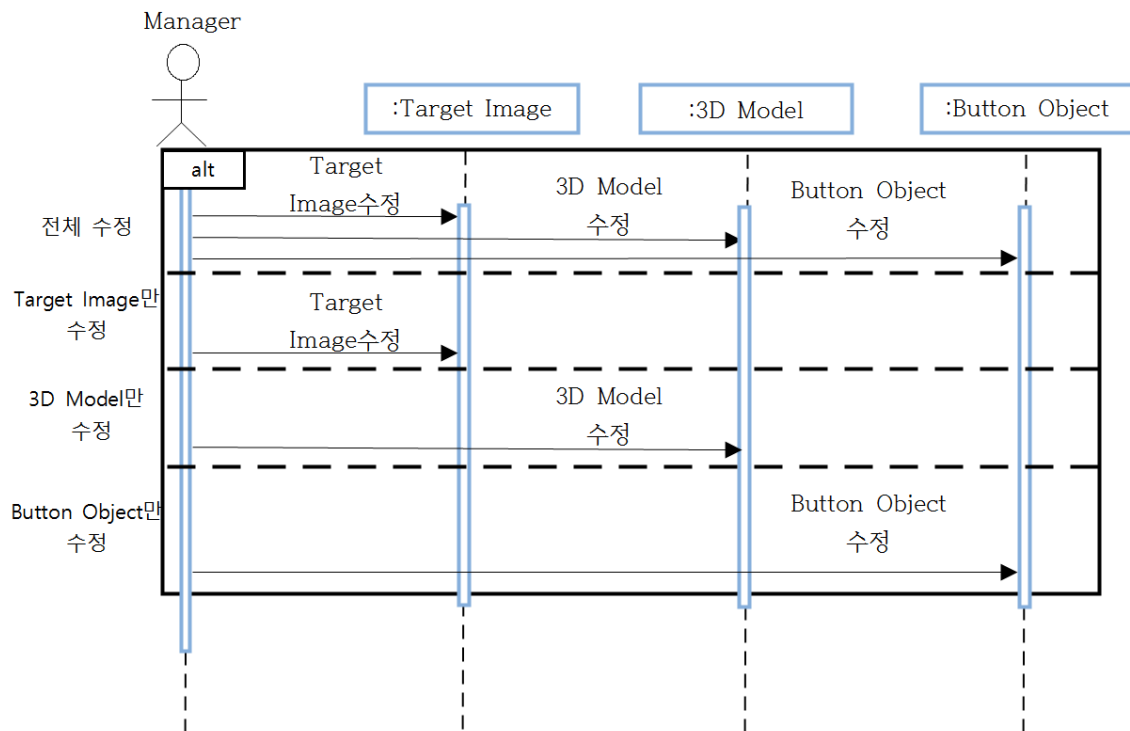 Manager
:Target Image
:3D Model
:Button Object
alt
전체 수정
Target
Image수정
3D Model
수정
Button Object
수정
Target Image만
수정
Target
Image수정
3D Model만
수정
3D Model
수정
Button Object만
수정
Button Object
수정